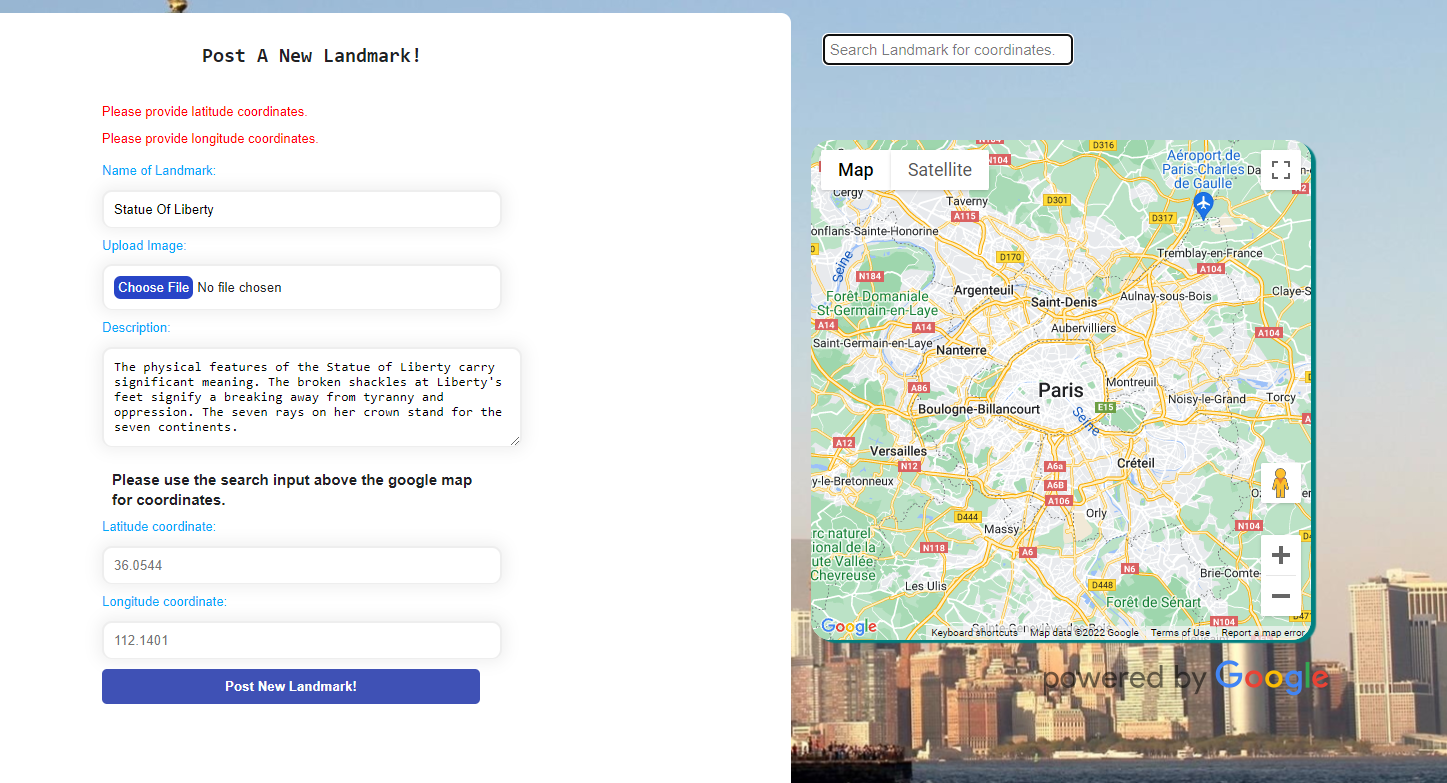 Post A New Landmark!
Please provide latitude coordinates.
Please provide longitude coordinates.
Name of Landmark:
Statue Of Liberty
Upload Image:
Choose File No file chosen
Description:
The physical features of the Statue of Liberty carry
significant meaning. The broken shackles at Liberty's
feet signify a breaking away from tyranny and
oppression. The seven rays on her crown stand for the
seven continents.
Please use the search input above the google map
for coordinates.
Latitude coordinate:
36.0544
Longitude coordinate:
112.1401
Post New Landmark!
Search Landmark for coordinates.
Map Satellite
D316
N104
Aéroport de
Paris-Charles
de Gaulle
Cergy
Taverny
D301
A115
D317
onflans-Sainte-Honorine
Tremblay-en-France
D170
A104
Seine
N184
Argenteuil
Forêt Domaniale
St-Germain-en-Laye
Saint-Denis
Aulnay-sous-Bois
Claye-S
A14
A14
Aubervilliers
A104
Saint-Germain-en-Laye
Nanterre
Paris
Montreuil
A86
Noisy-le-Grand
Torcy
Boulogne-Billancourt
E15
Seine
A12
Versailles
N12
A6a
Créteil
y-le-Bretonneux
A6B
A106
Orly
D444
Massy
N104
rc naturel
ional de la
ute Vallée
Chevreuse
N118
A6
N6
Brie-Comte-
Les Ulis
D448
Forêt de Sénart
N104
D471
Google
Keyboard shortcuts Map data ©2022 Google Terms of Use Report a map error
powered by Google